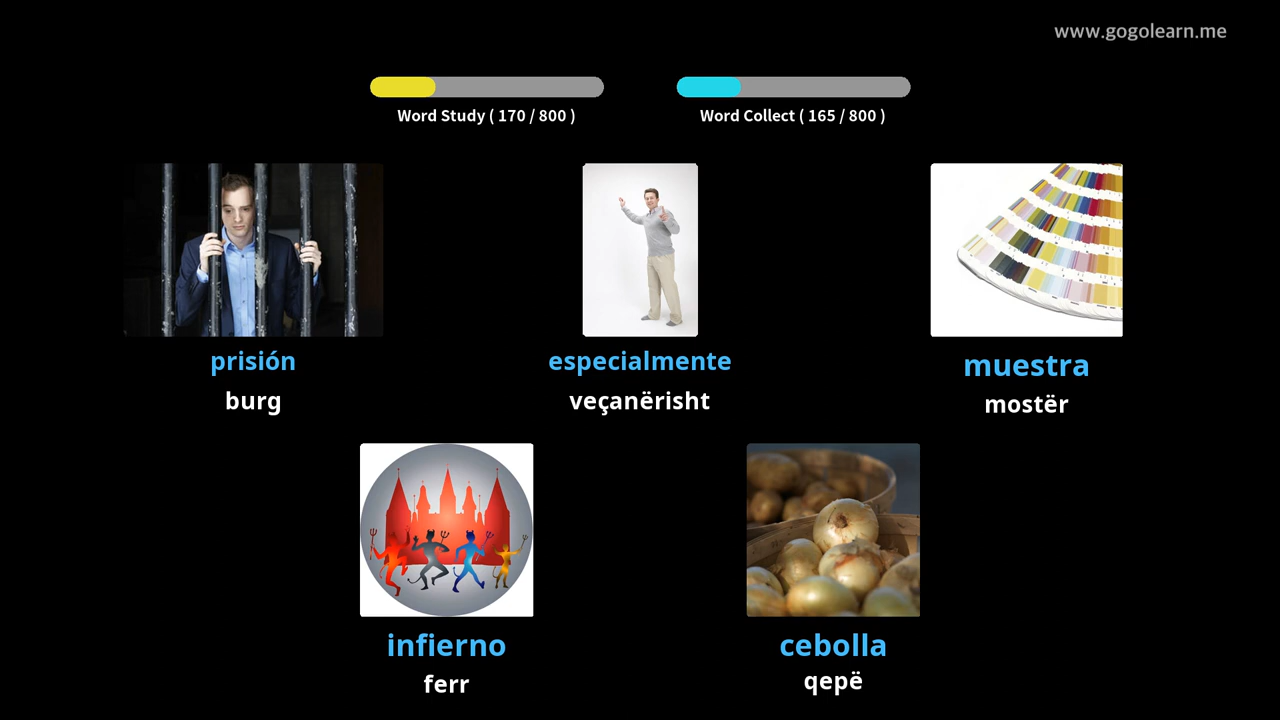 www.gogolearn.me
Word Study ( 170 / 800 )
Word Collect ( 165 / 800 )
prisión
burg
especialmente
veçanërisht
muestra
mostër
infierno
ferr
cebolla
qepë